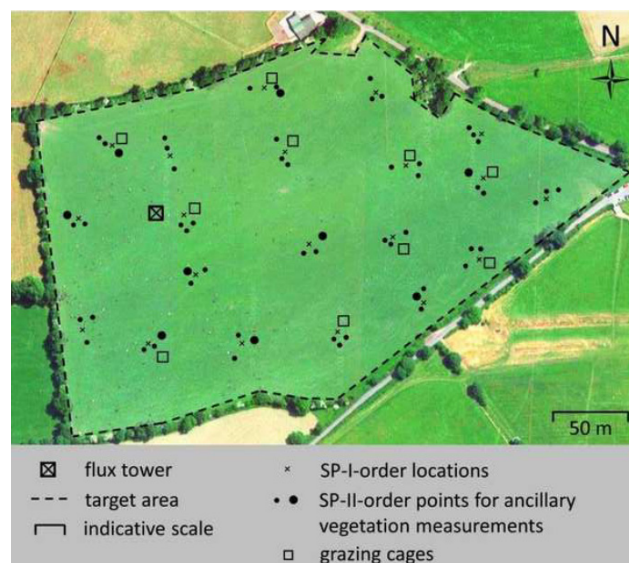 N
50 m
flux tower
target area
indicative scale
SP-I-order locations
SP-II-order points for ancillary
vegetation measurements
grazing cages